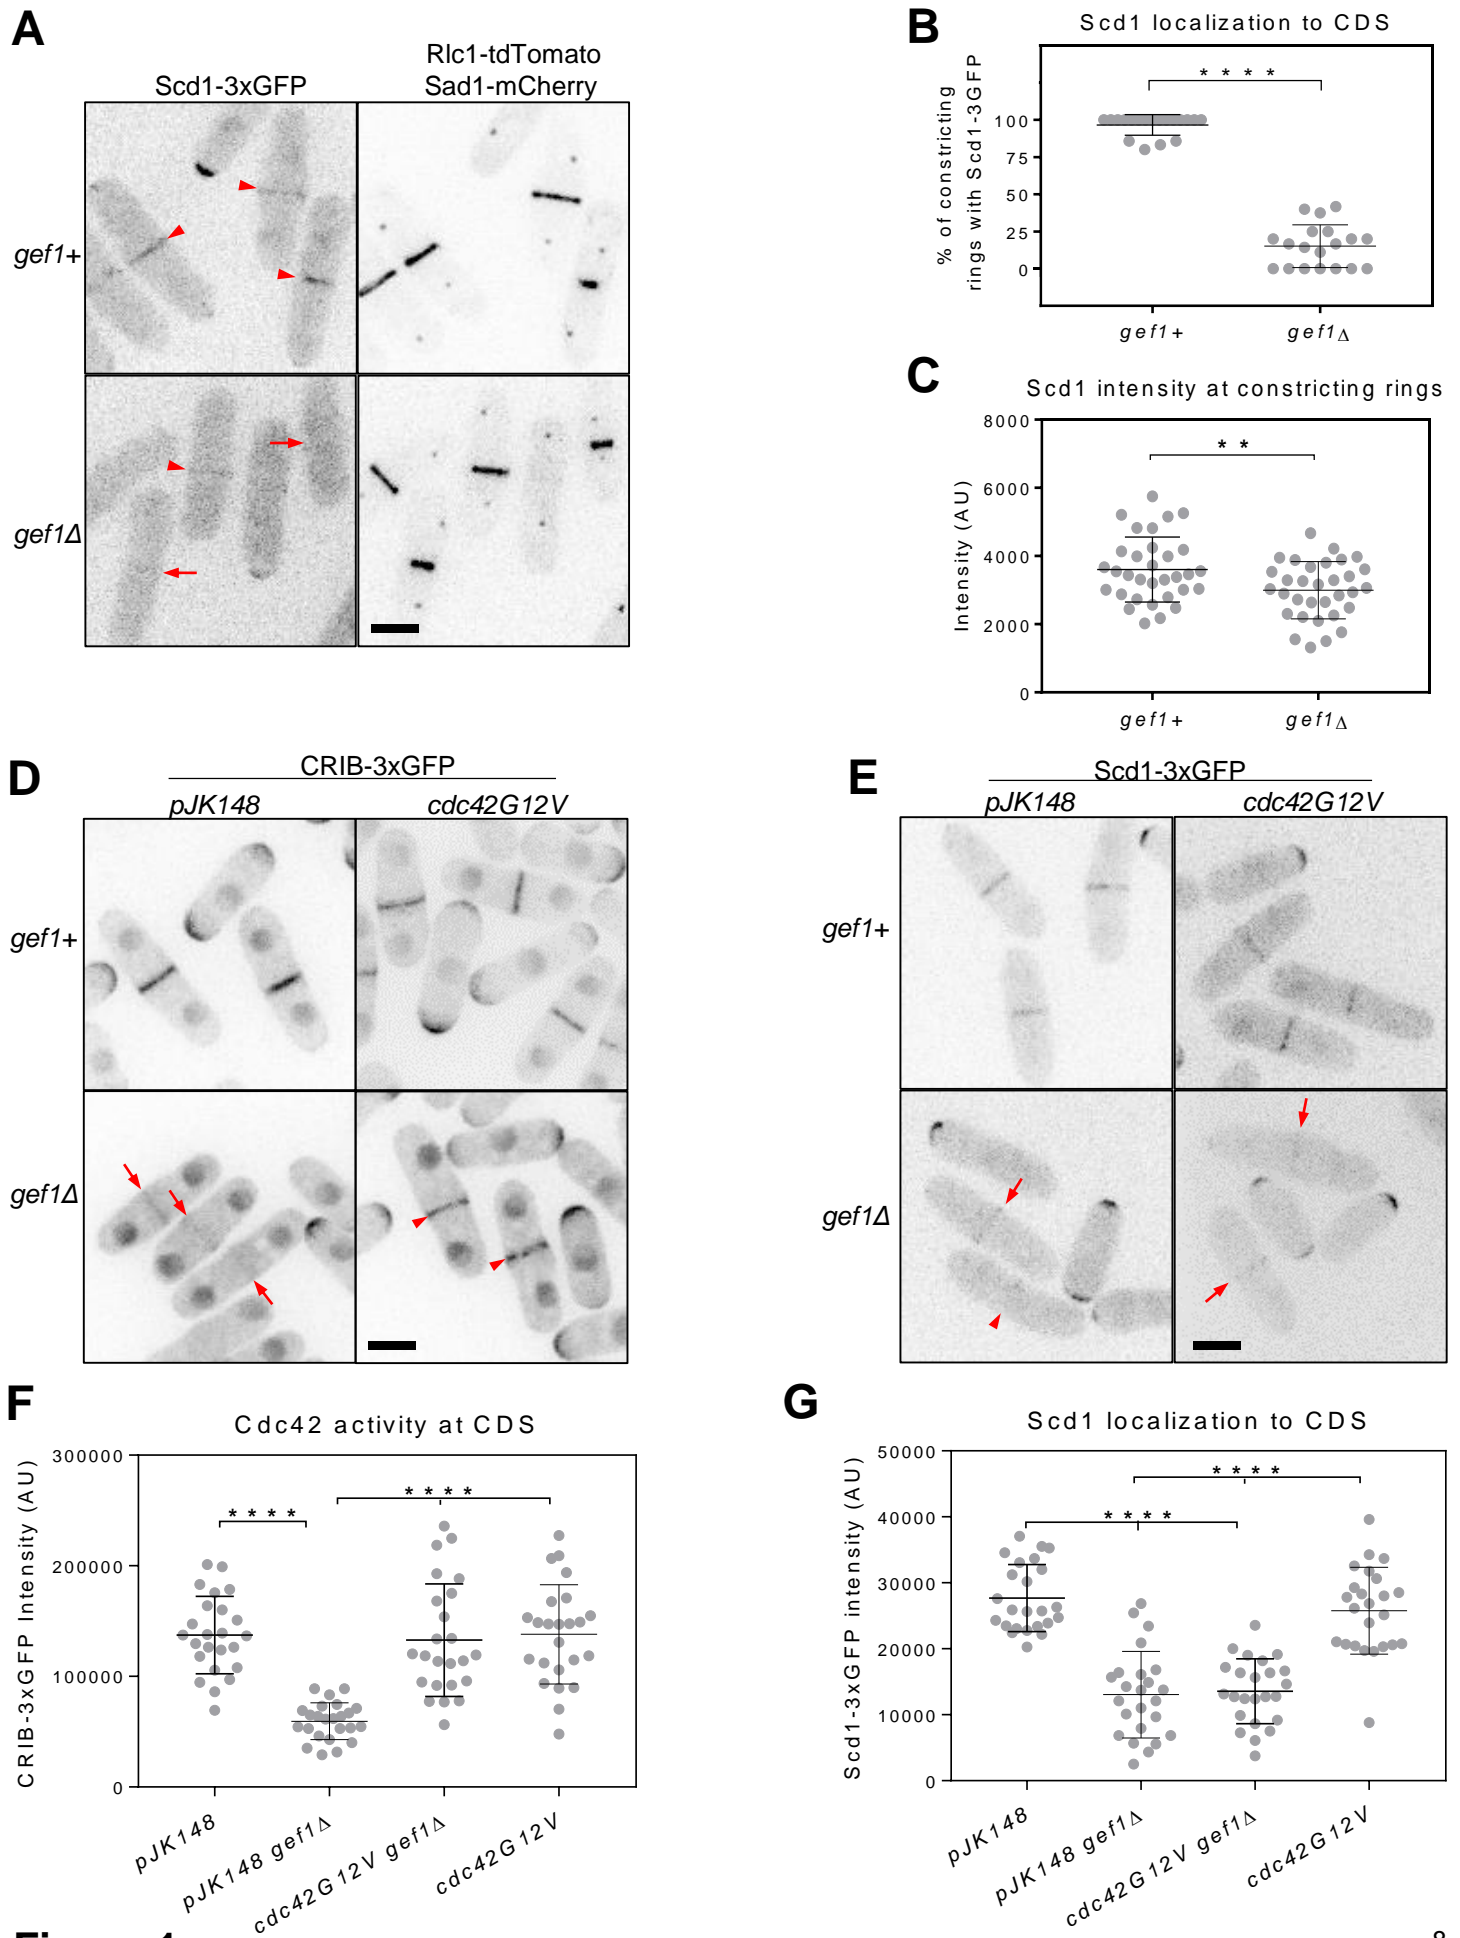 A
Scd1-3xGFP
Rlc1-tdTomato
Sad1-mCherry
gef1+
gef1Δ
B
Scd1 localization to CDS
% of constricting
rings with Scd1-3GFP
* * * *
100
75
50
25
0
gef1+
gef1Δ
C
Scd1 intensity at constricting rings
Intensity (AU)
* *
8000
6000
4000
2000
0
gef1+
gef1Δ
D
CRIB-3xGFP
pJK148
cdc42G12V
gef1+
gef1Δ
E
Scd1-3xGFP
pJK148
cdc42G12V
gef1+
gef1Δ
F
Cdc42 activity at CDS
CRIB-3xGFP Intensity (AU)
300000
200000
100000
0
* * * *
* * * *
pJK148
pJK148 gef1Δ
cdc42G12V gef1Δ
cdc42G12V
G
Scd1 localization to CDS
Scd1-3xGFP intensity (AU)
50000
40000
30000
20000
10000
0
* * * *
* * * *
pJK148
pJK148 gef1Δ
cdc42G12V gef1Δ
cdc42G12V